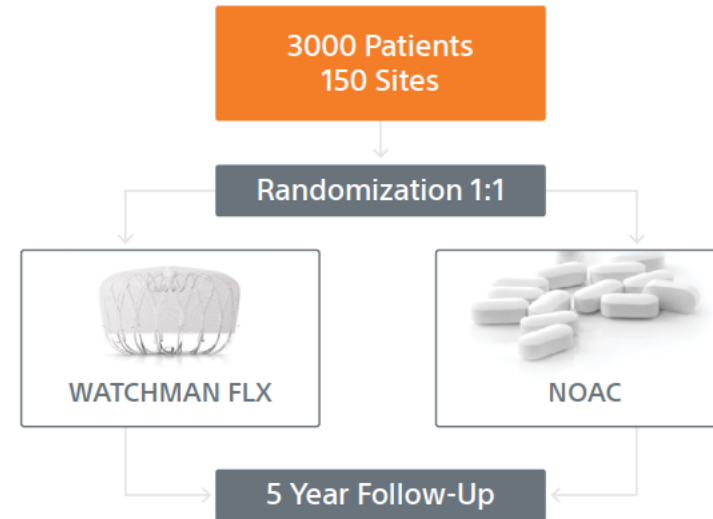 3000 Patients
150 Sites
Randomization 1:1
WATCHMAN FLX
NOAC
5 Year Follow-Up